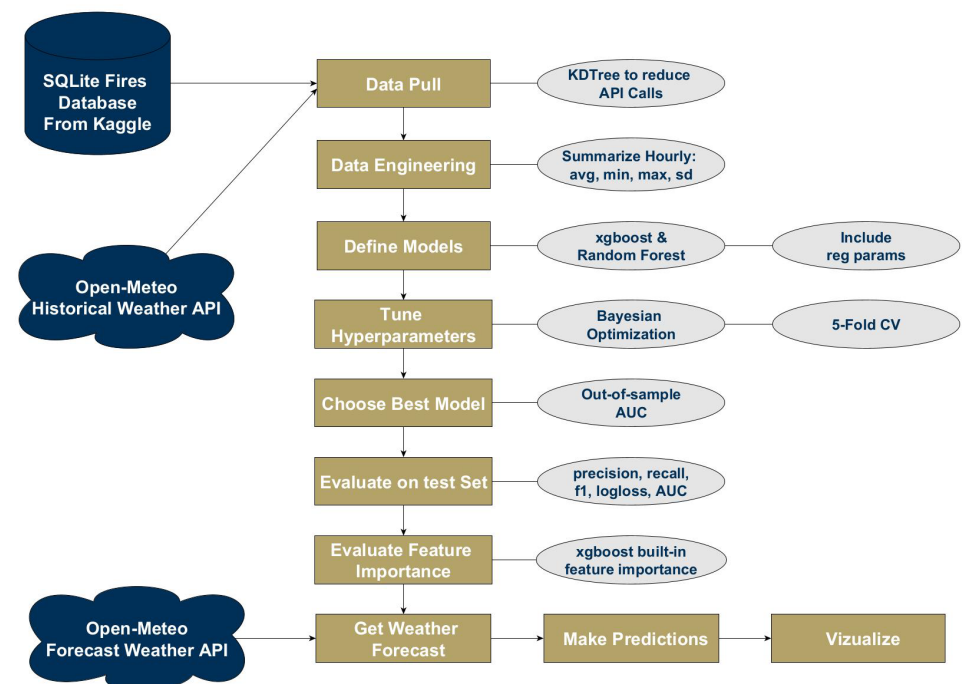 SQLite Fires
Database
From Kaggle
Data Pull
KDTree to reduce
API Calls
Data Engineering
Summarize Hourly:
avg, min, max, sd
Define Models
xgboost &
Random Forest
Include
reg params
Open-Meteo
Historical Weather API
Tune
Hyperparameters
Bayesian
Optimization
5-Fold CV
Choose Best Model
Out-of-sample
AUC
Evaluate on test Set
precision, recall,
f1, logloss, AUC
Evaluate Feature
Importance
xgboost built-in
feature importance
Open-Meteo
Forecast Weather API
Get Weather
Forecast
Make Predictions
Vizualize